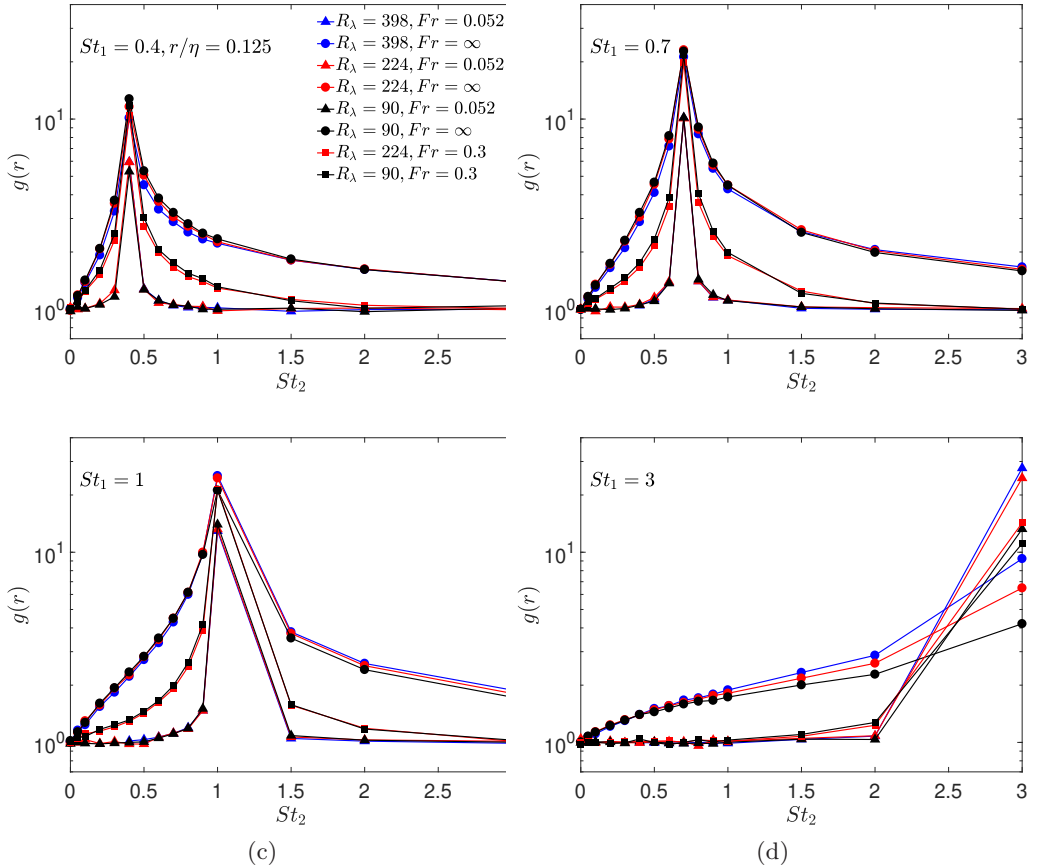 St₁ = 0.4, r/η = 0.125
R_λ = 398, Fr = 0.052
R_λ = 398, Fr = ∞
R_λ = 224, Fr = 0.052
R_λ = 224, Fr = ∞
R_λ = 90, Fr = 0.052
R_λ = 90, Fr = ∞
R_λ = 224, Fr = 0.3
R_λ = 90, Fr = 0.3
g(r)
10¹
10⁰
0 0.5 1 1.5 2 2.5
St₂
St₁ = 0.7
g(r)
10¹
10⁰
0 0.5 1 1.5 2 2.5 3
St₂
St₁ = 1
g(r)
10¹
10⁰
0 0.5 1 1.5 2 2.5
St₂
(c)
St₁ = 3
g(r)
10¹
10⁰
0 0.5 1 1.5 2 2.5 3
St₂
(d)